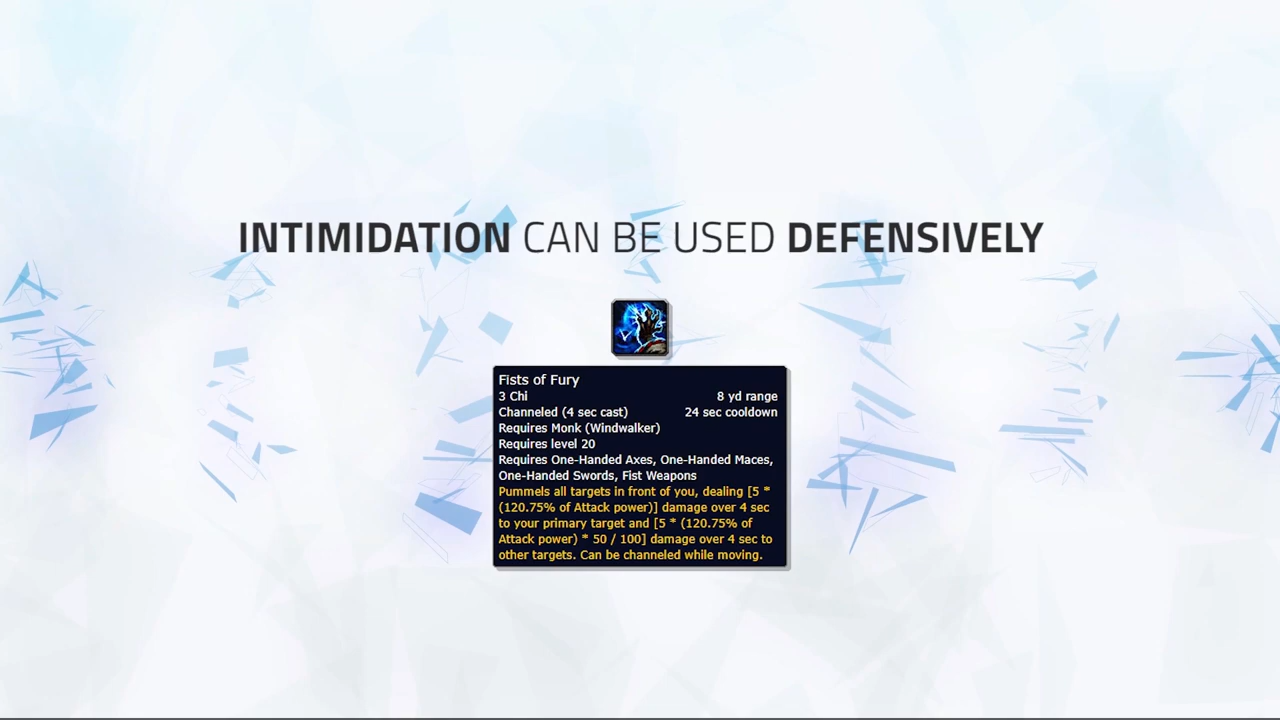 INTIMIDATION CAN BE USED DEFENSIVELY
Fists of Fury
3 Chi 8 yd range
Channeled (4 sec cast) 24 sec cooldown
Requires Monk (Windwalker)
Requires level 20
Requires One-Handed Axes, One-Handed Maces,
One-Handed Swords, Fist Weapons
Pummels all targets in front of you, dealing [5 *
(120.75% of Attack power)] damage over 4 sec
to your primary target and [5 * (120.75% of
Attack power) * 50 / 100] damage over 4 sec to
other targets. Can be channeled while moving.